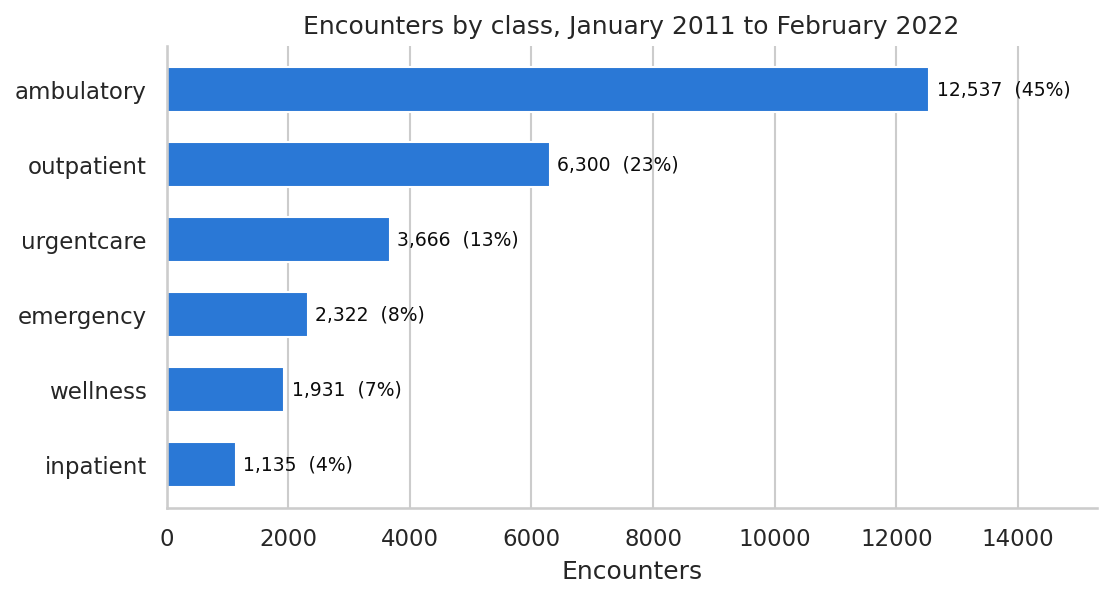 Encounters by class, January 2011 to February 2022
ambulatory 12,537 (45%)
outpatient 6,300 (23%)
urgentcare 3,666 (13%)
emergency 2,322 (8%)
wellness 1,931 (7%)
inpatient 1,135 (4%)
0 2000 4000 6000 8000 10000 12000 14000
Encounters